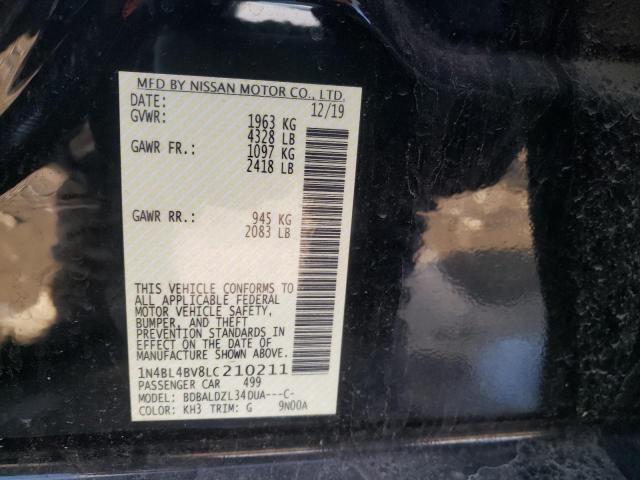 MFD BY NISSAN MOTOR CO., LTD.
DATE: 12/19
GVWR: 1963 KG
4328 LB
GAWR FR.: 1097 KG
2418 LB
GAWR RR.: 945 KG
2083 LB
THIS VEHICLE CONFORMS TO
ALL APPLICABLE FEDERAL
MOTOR VEHICLE SAFETY,
BUMPER, AND THEFT
PREVENTION STANDARDS IN
EFFECT ON THE DATE OF
MANUFACTURE SHOWN ABOVE.
1N4BL4BV8LC210211
PASSENGER CAR 499
MODEL: BDBALDZL34DUA---C-
COLOR: KH3 TRIM: G 9N00A